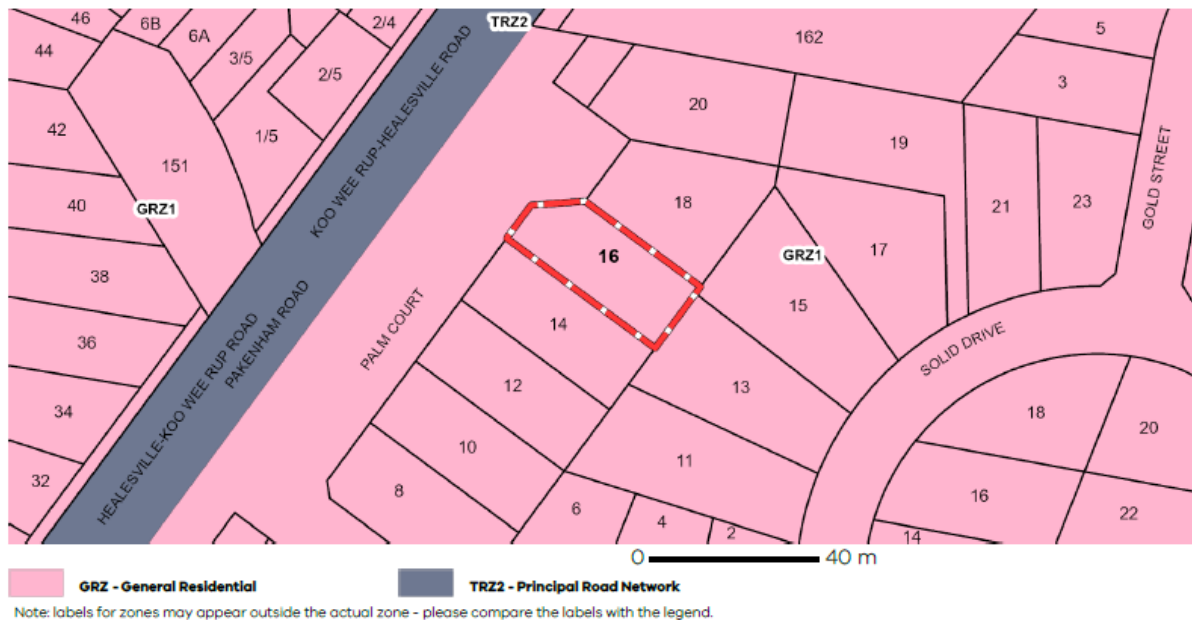 46
6B
6A
2/4
TRZ2
162
5
44
3/5
2/5
3
20
42
1/5
19
151
KOO WEE RUP-HEALESVILLE ROAD
GOLD STREET
40
GRZ1
18
21
23
16
GRZ1
17
38
15
HEALESVILLE-KOO WEE RUP ROAD
PAKENHAM ROAD
PALM COURT
14
36
SOLID DRIVE
12
13
34
18
20
10
11
32
8
6
4
2
16
22
14
0 40 m
GRZ - General Residential
TRZ2 - Principal Road Network
Note: labels for zones may appear outside the actual zone - please compare the labels with the legend.